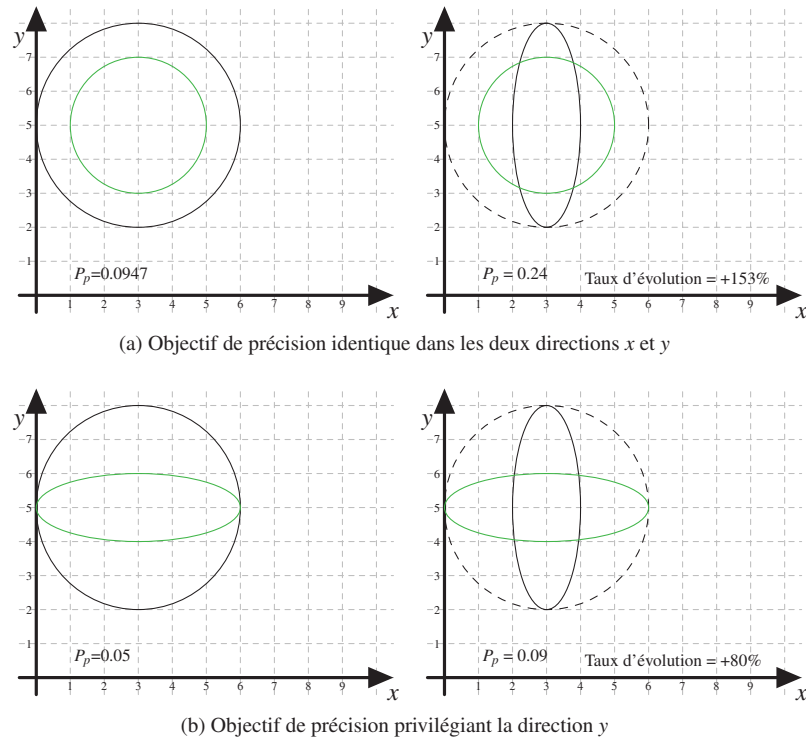 y
7
6
5
4
3
2
1
P_p=0.0947
1 2 3 4 5 6 7 8 9
x
y
7
6
5
4
3
2
1
P_p = 0.24
Taux d'évolution = +153%
1 2 3 4 5 6 7 8 9
x
(a) Objectif de précision identique dans les deux directions x et y
y
7
6
5
4
3
2
1
P_p=0.05
1 2 3 4 5 6 7 8 9
x
y
7
6
5
4
3
2
1
P_p = 0.09
Taux d'évolution = +80%
1 2 3 4 5 6 7 8 9
x
(b) Objectif de précision privilégiant la direction y